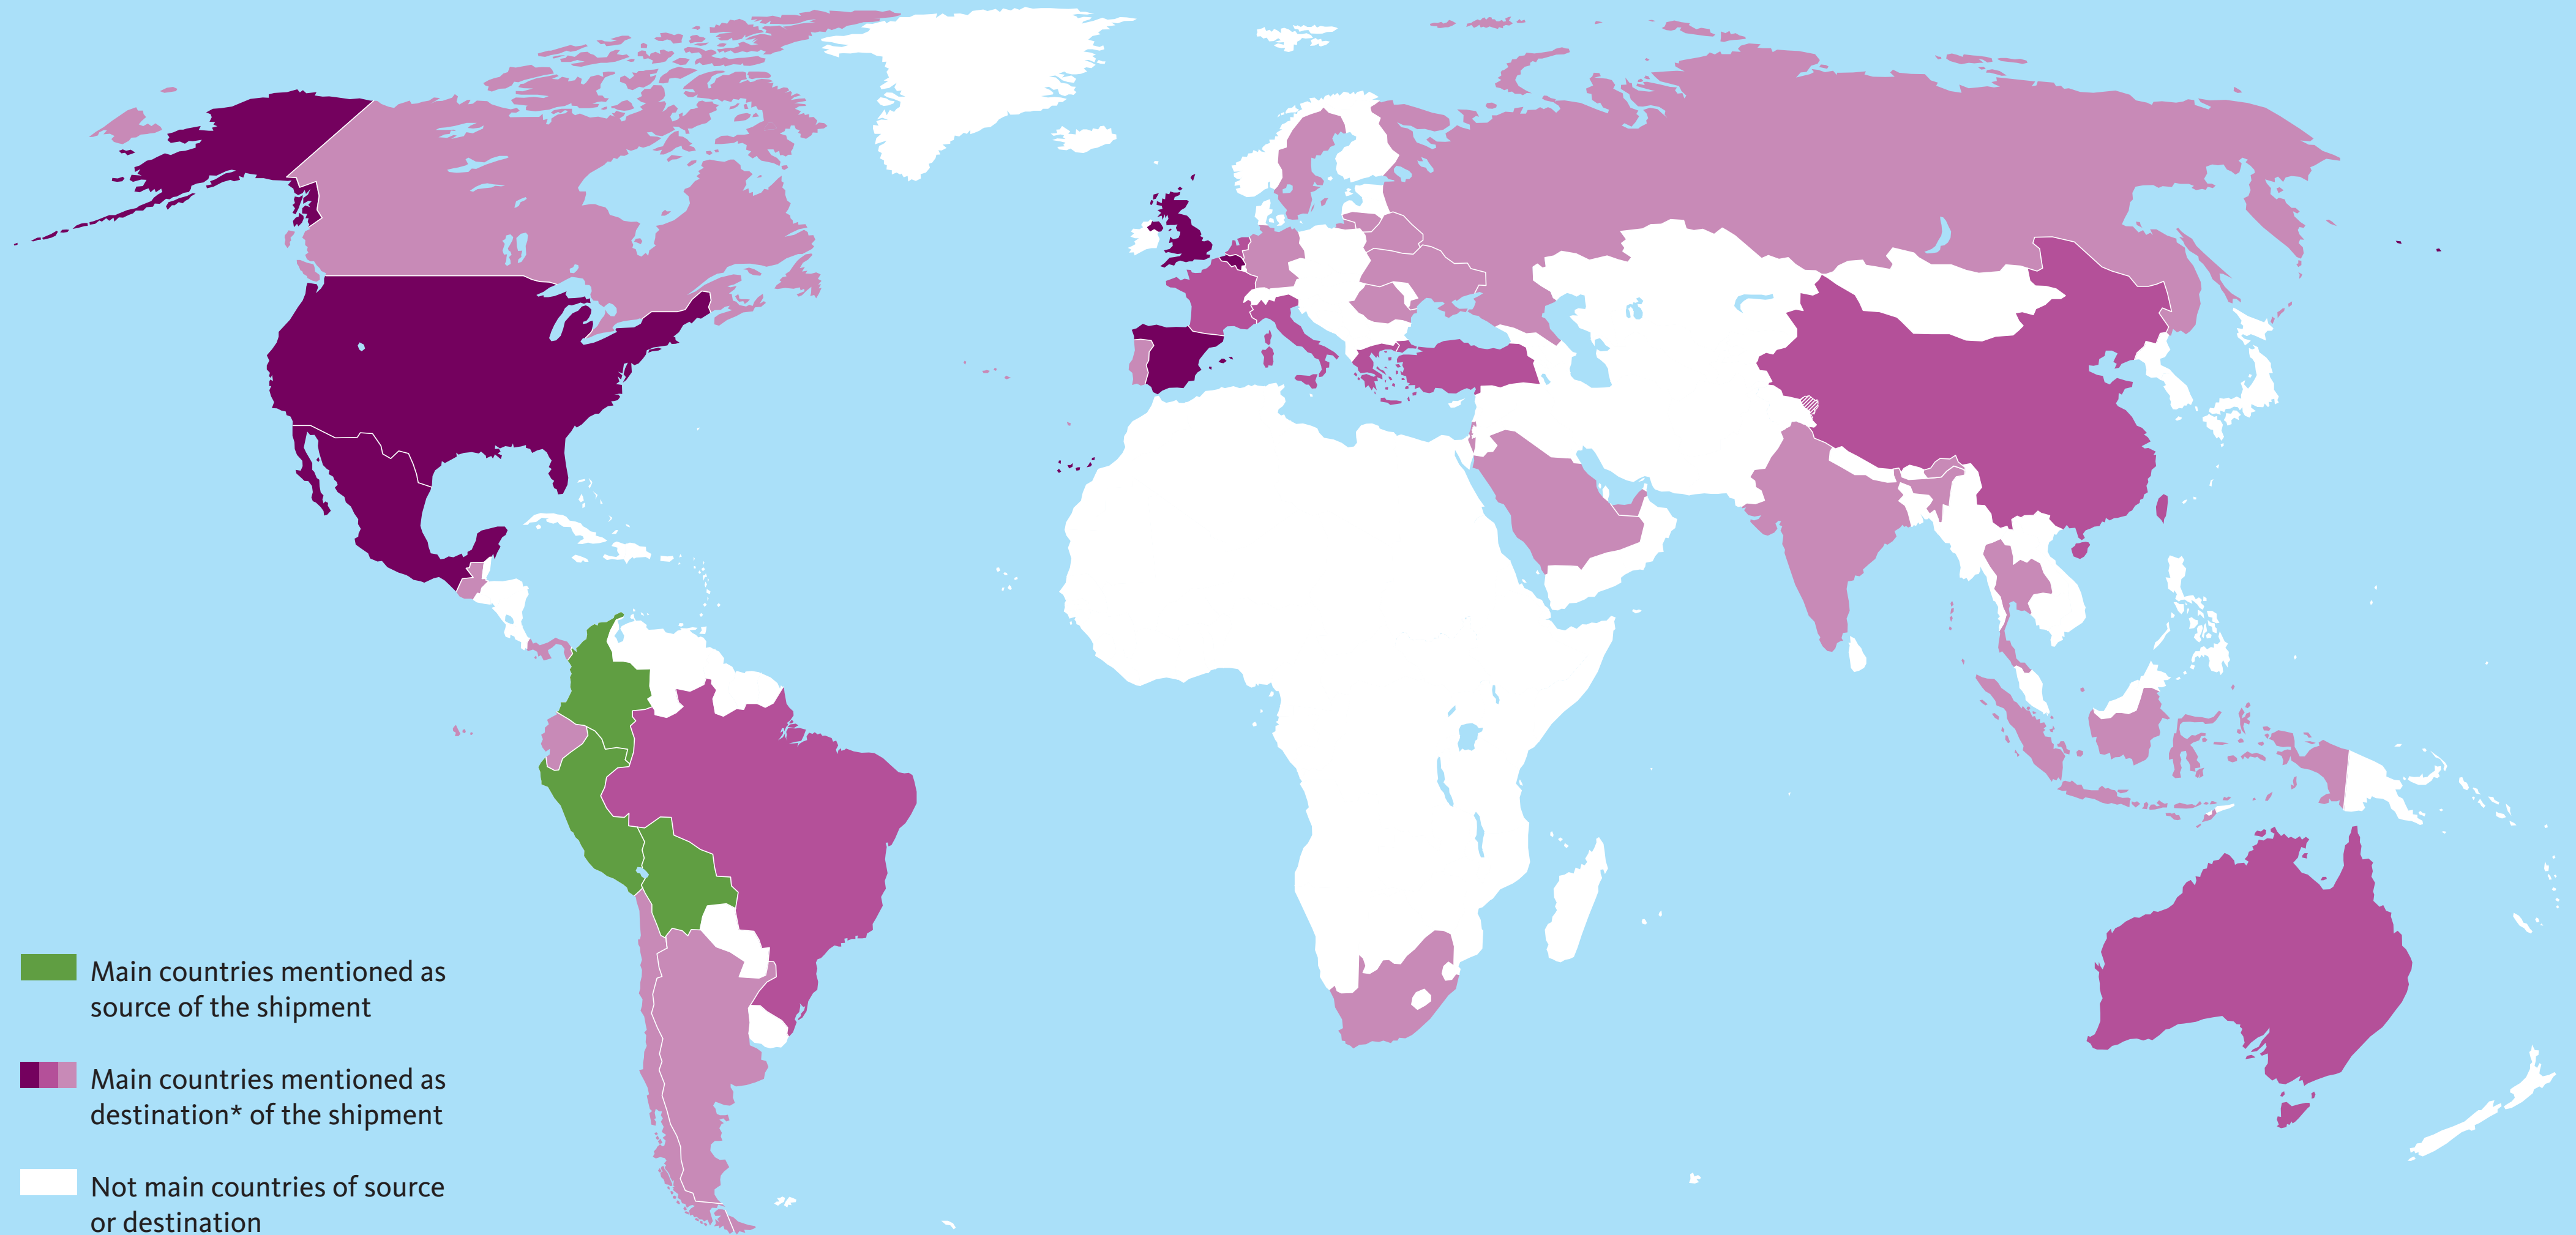 Main countries mentioned as
source of the shipment
Main countries mentioned as
destination* of the shipment
Not main countries of source
or destination